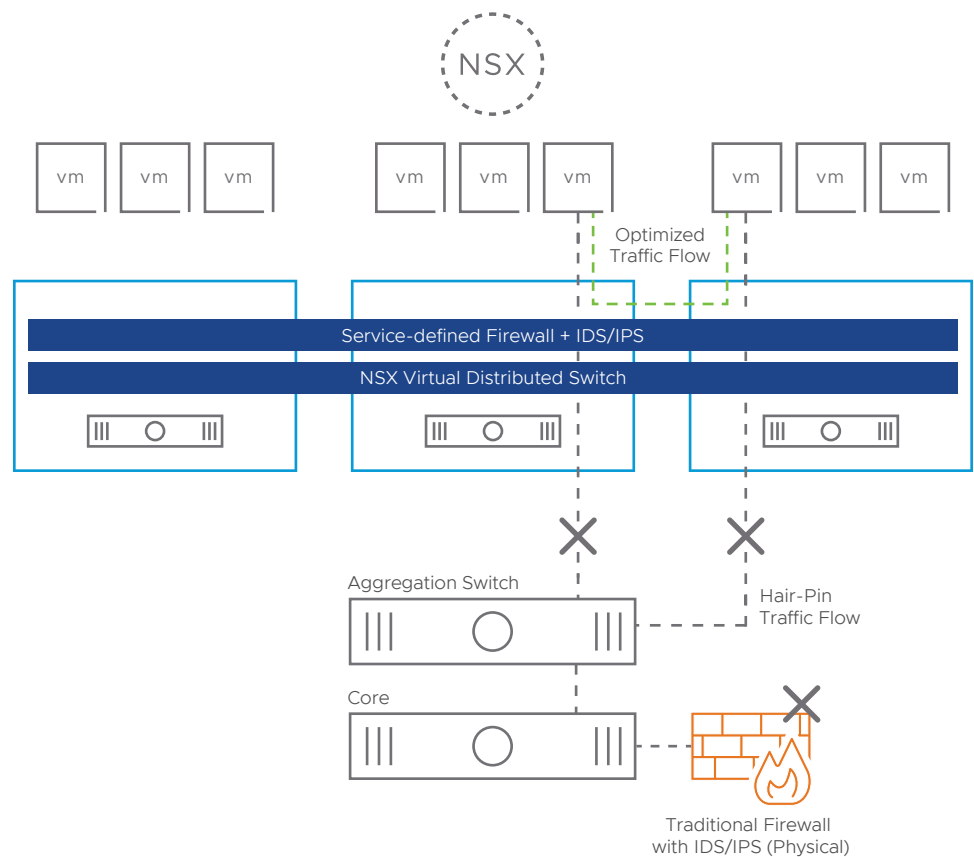 NSX
vm
vm
vm
vm
vm
vm
vm
vm
vm
Optimized
Traffic Flow
Service-defined Firewall + IDS/IPS
NSX Virtual Distributed Switch
Aggregation Switch
Hair-Pin
Traffic Flow
Core
Traditional Firewall
with IDS/IPS (Physical)